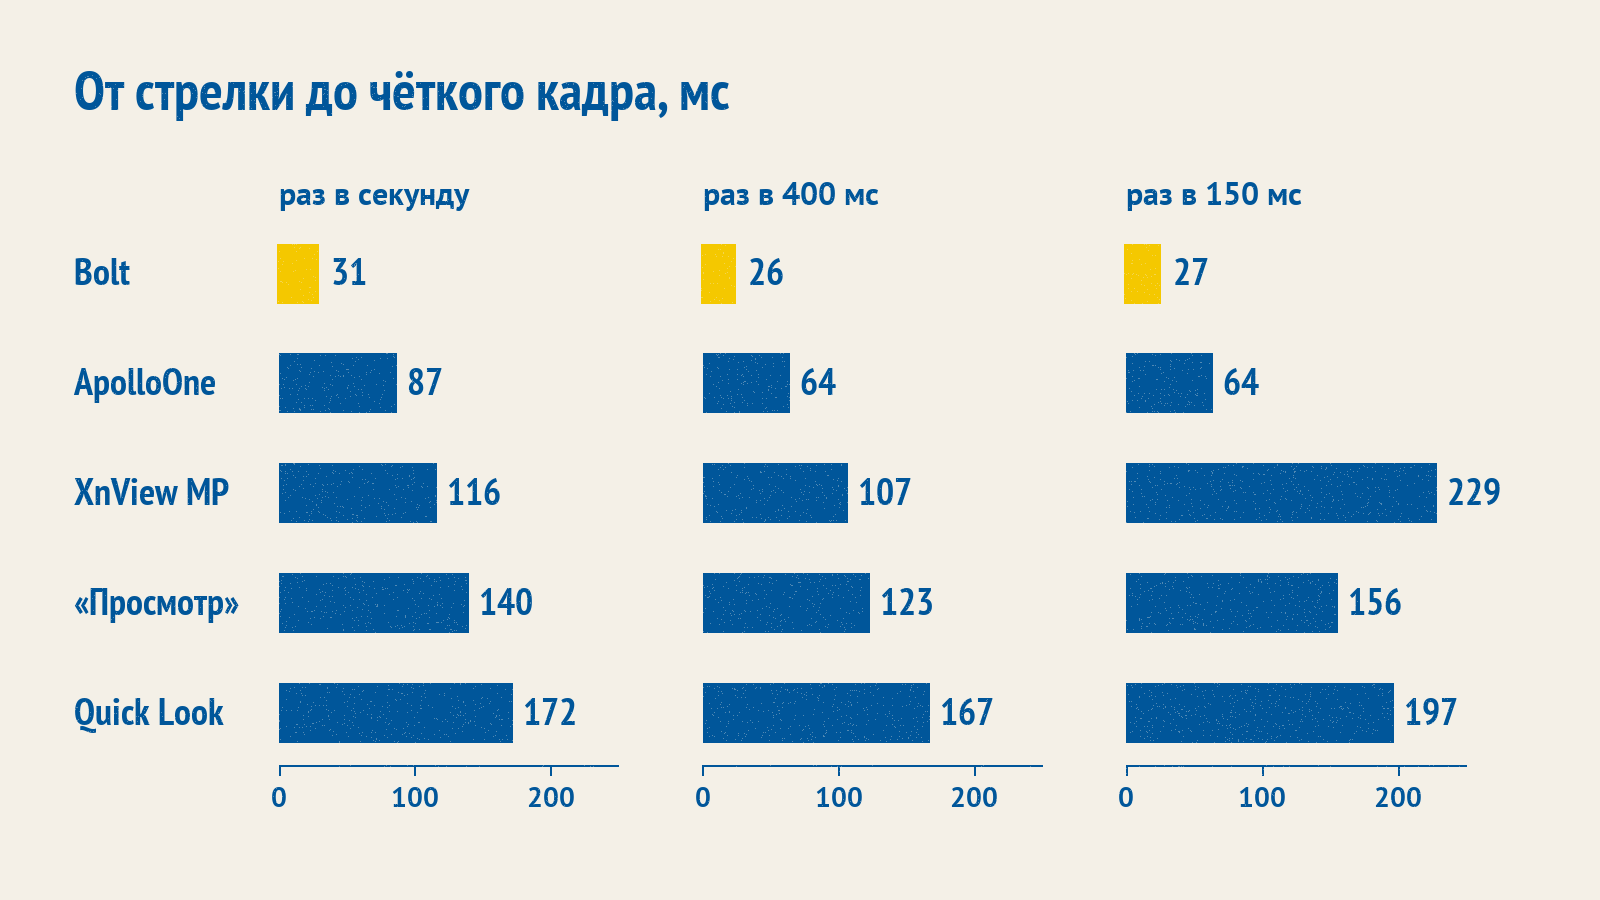 От стрелки до чёткого кадра, мс
раз в секунду раз в 400 мс раз в 150 мс
Bolt 31 26 27
ApolloOne 87 64 64
XnView MP 116 107 229
«Просмотр» 140 123 156
Quick Look 172 167 197
0 100 200 0 100 200 0 100 200